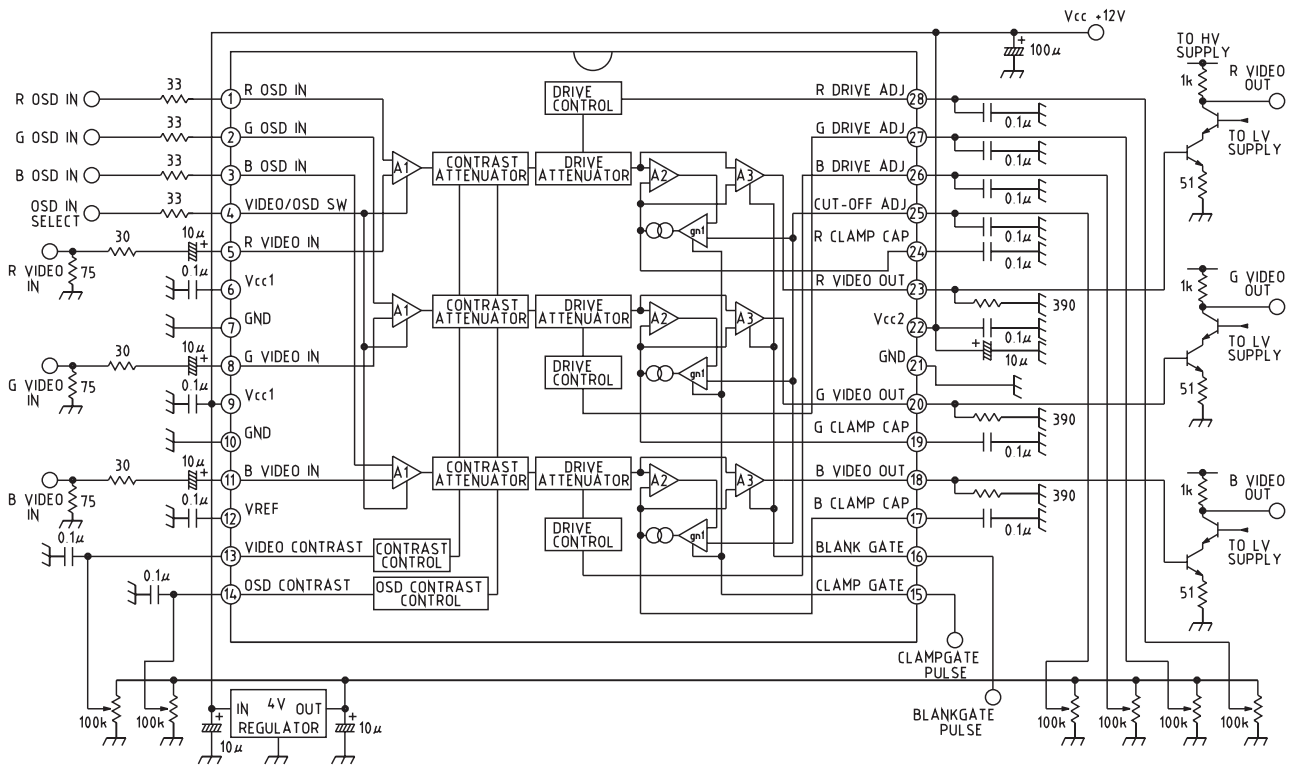 Vcc +12V
100µ
TO HV
SUPPLY
1k
R VIDEO
OUT
TO LV
SUPPLY
51
R OSD IN
33
1
R OSD IN
DRIVE
CONTROL
R DRIVE ADJ
28
0.1µ
G OSD IN
33
2
G OSD IN
G DRIVE ADJ
27
0.1µ
B OSD IN
33
3
B OSD IN
A1
CONTRAST
ATTENUATOR
DRIVE
ATTENUATOR
A2
A3
B DRIVE ADJ
26
0.1µ
OSD IN
SELECT
33
4
VIDEO/OSD SW
CUT-OFF ADJ
25
0.1µ
R VIDEO
IN
75
30
10µ
+
5
R VIDEO IN
gm1
R CLAMP CAP
24
0.1µ
0.1µ
6
Vcc1
R VIDEO OUT
23
390
7
GND
A1
CONTRAST
ATTENUATOR
DRIVE
ATTENUATOR
A2
A3
Vcc2
22
0.1µ
+
10µ
1k
G VIDEO
OUT
TO LV
SUPPLY
51
G VIDEO
IN
75
30
10µ
+
8
G VIDEO IN
DRIVE
CONTROL
gm1
GND
21
0.1µ
9
Vcc1
G VIDEO OUT
20
390
10
GND
G CLAMP CAP
19
0.1µ
B VIDEO
IN
75
30
10µ
+
11
B VIDEO IN
A1
CONTRAST
ATTENUATOR
DRIVE
ATTENUATOR
A2
A3
B VIDEO OUT
18
390
1k
B VIDEO
OUT
TO LV
SUPPLY
51
0.1µ
12
VREF
DRIVE
CONTROL
gm1
B CLAMP CAP
17
0.1µ
0.1µ
13
VIDEO CONTRAST
CONTRAST
CONTROL
BLANK GATE
16
0.1µ
14
OSD CONTRAST
OSD CONTRAST
CONTROL
CLAMP GATE
15
CLAMPGATE
PULSE
BLANKGATE
PULSE
100k
100k
+
10µ
IN 4V OUT
REGULATOR
+
10µ
100k
100k
100k
100k